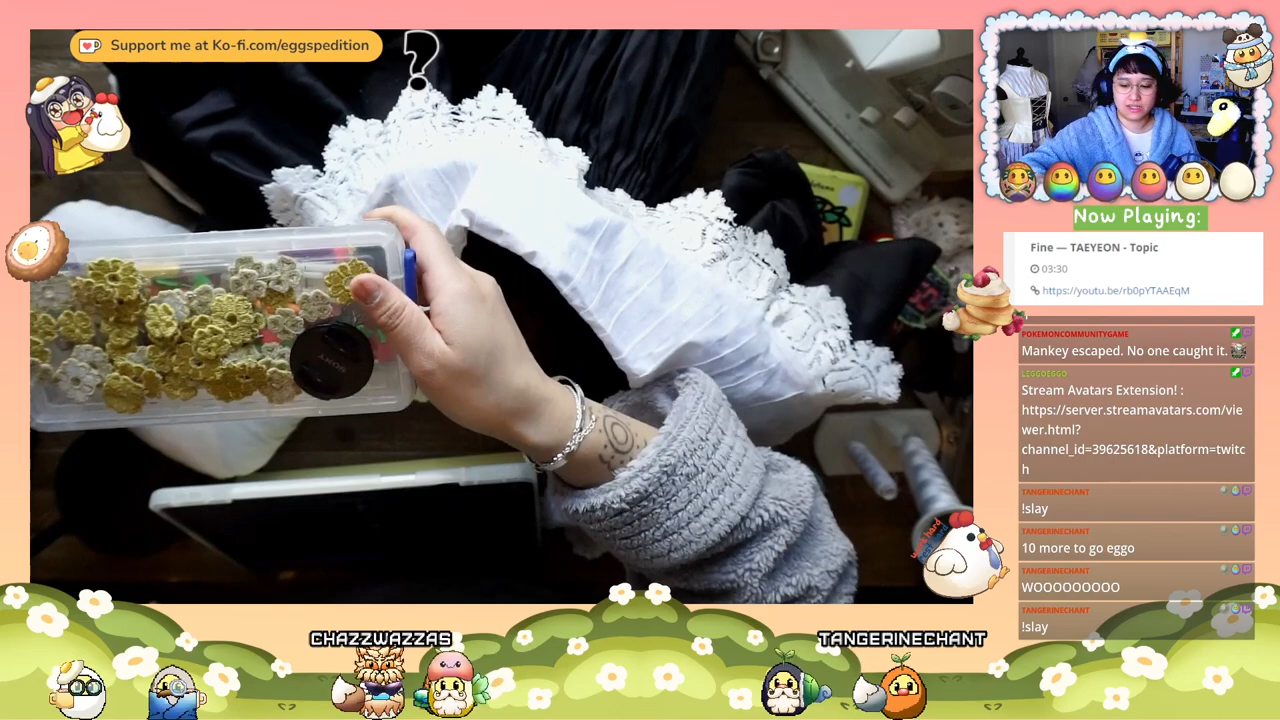 Support me at Ko-fi.com/eggspedition
?
Now Playing:
Fine — TAEYEON - Topic
03:30
https://youtu.be/rb0pYTAAEqM
POKEMONCOMMUNITYGAME
Mankey escaped. No one caught it.
LEGGOEGGO
Stream Avatars Extension! :
https://server.streamavatars.com/vie
wer.html?
channel_id=39625618&platform=twitc
h
TANGERINECHANT
!slay
TANGERINECHANT
10 more to go eggo
TANGERINECHANT
WOOOOOOOOO
TANGERINECHANT
!slay
CHAZZWAZZAS
TANGERINECHANT